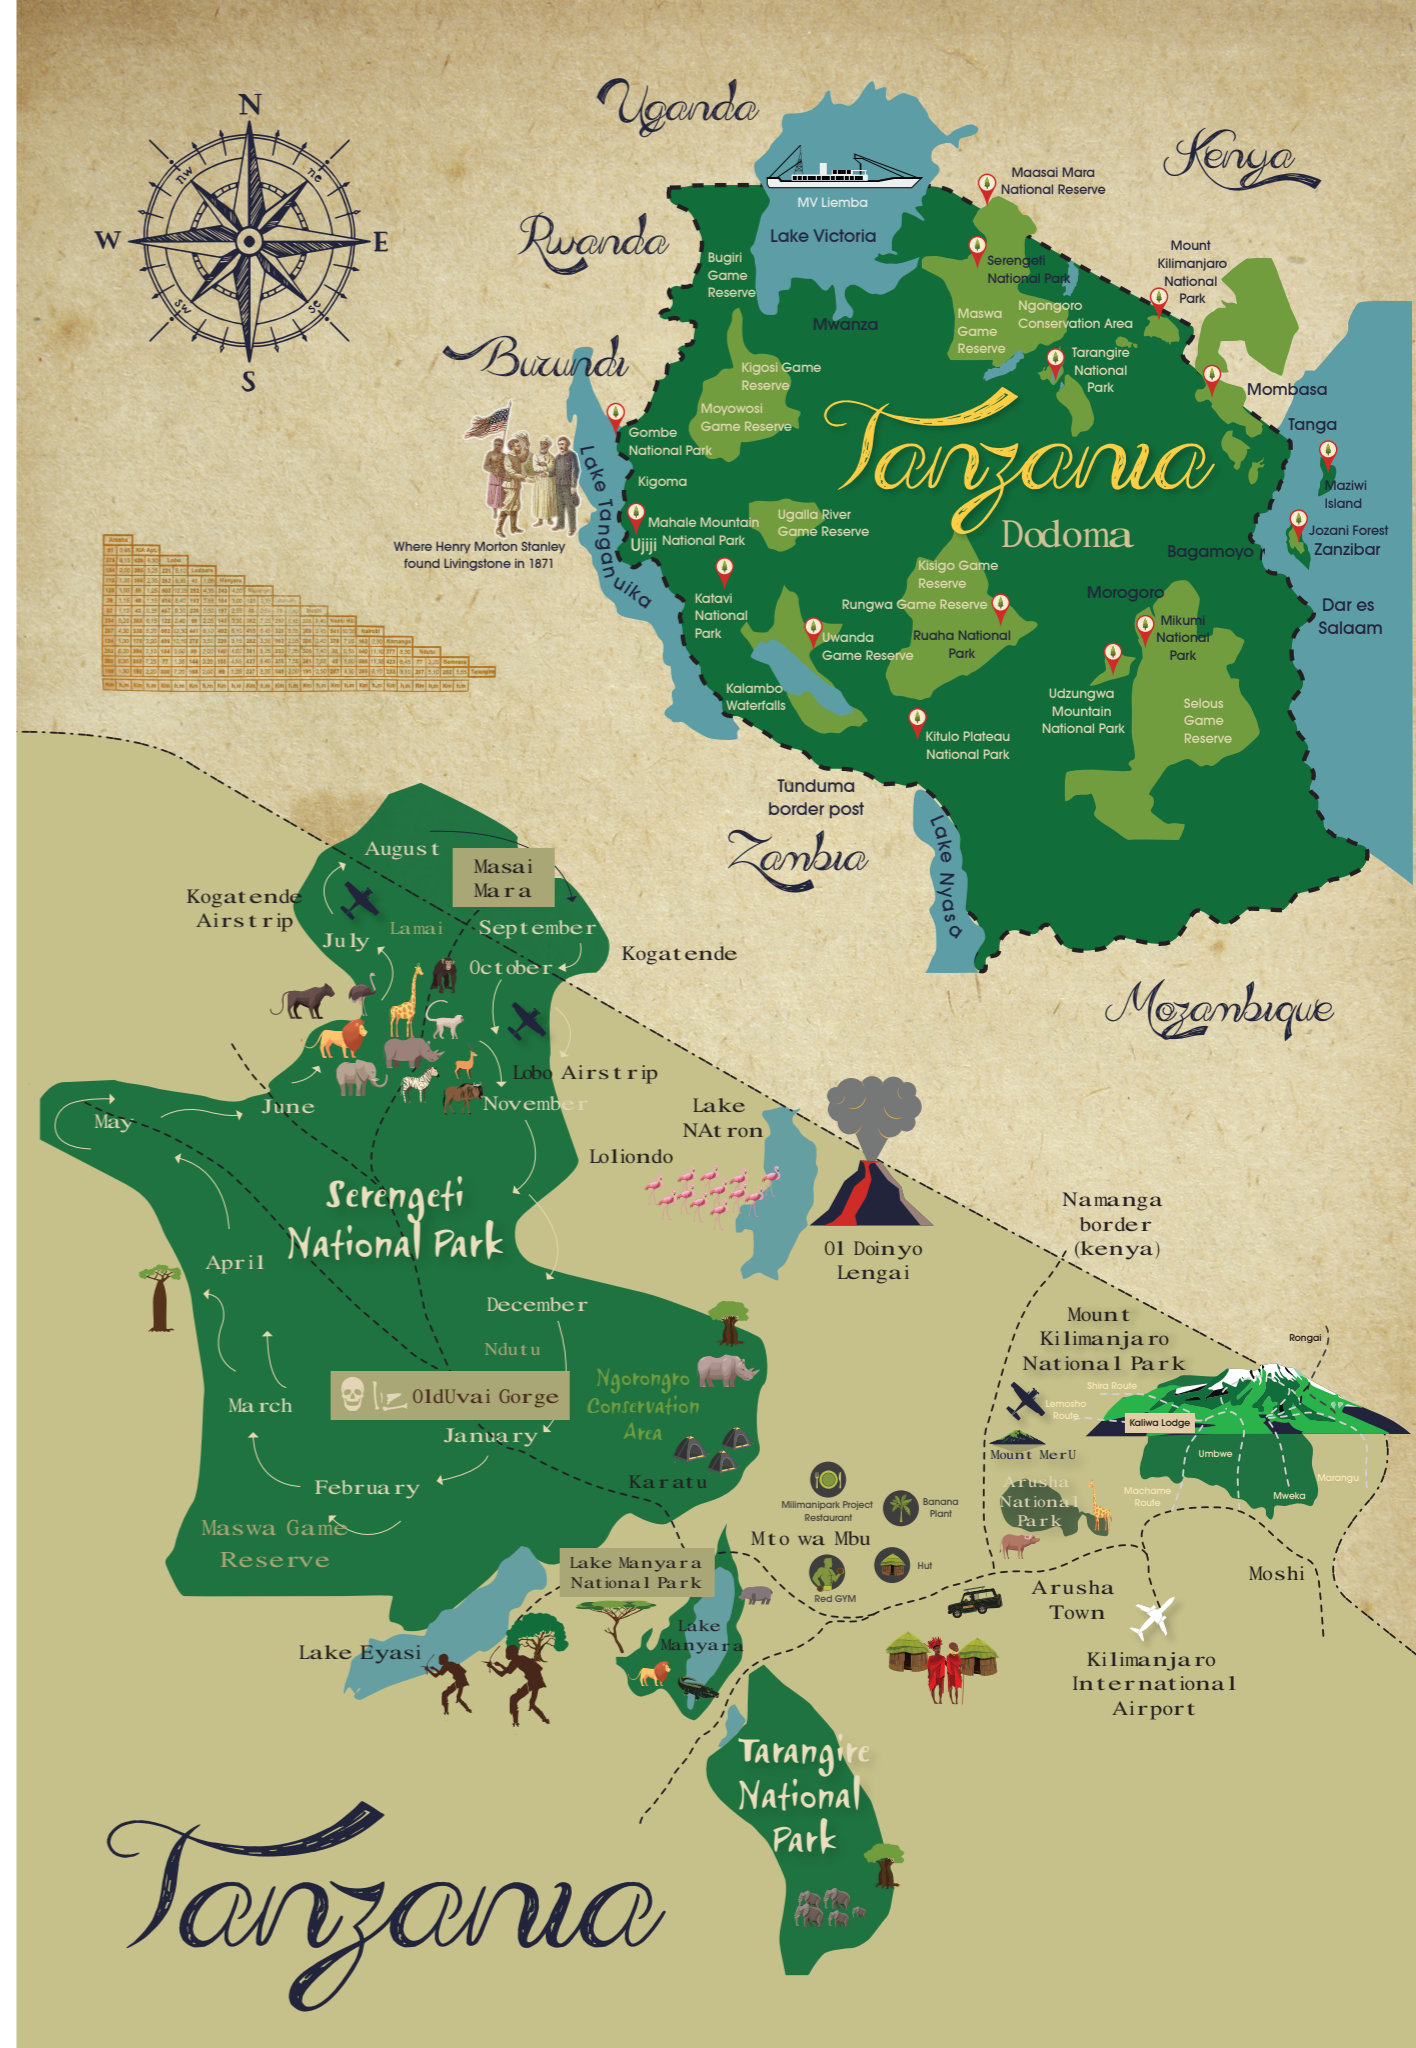 N
nw
ne
W
E
sw
se
S
Uganda
Kenya
Rwanda
Burundi
Maasai Mara
National Reserve
MV Liemba
Lake Victoria
Bugiri
Game
Reserve
Mwanza
Serengeti
National Park
Mount
Kilimanjaro
National
Park
Maswa
Game
Reserve
Ngongoro
Conservation Area
Tarangire
National
Park
Kigosi Game
Reserve
Moyowosi
Game Reserve
Mombasa
Tanga
Gombe
National Park
Lake Tanganuika
Kigoma
Tanzania
Maziwi
Island
Mahale Mountain
National Park
Ujiji
Ugalla River
Game Reserve
Dodoma
Jozani Forest
Zanzibar
Bagamoyo
Where Henry Morton Stanley
found Livingstone in 1871
Kisigo Game
Reserve
Katavi
National
Park
Rungwa Game Reserve
Morogoro
Dar es
Salaam
Mikumi
National
Park
Uwanda
Game Reserve
Ruaha National
Park
Kalambo
Waterfalls
Udzungwa
Mountain
National Park
Selous
Game
Reserve
Kitulo Plateau
National Park
Tunduma
border post
Zambia
Lake Nyasa
Mozambique
August
Masai
Mara
Kogatende
Airstrip
Lamai
July
September
October
Kogatende
Lobo Airstrip
November
June
May
Lake
NAtron
Loliondo
Serengeti
National Park
Ol Doinyo
Lengai
Namanga
border
(kenya)
April
December
Ndutu
OldUvai Gorge
Ngorongro
Conservation
Area
March
January
February
Karatu
Maswa Game
Reserve
Mount
Kilimanjaro
National Park
Rongai
Shira Route
Lemosho
Route
Kaliwa Lodge
Mount MerU
Umbwe
Marangu
Machame
Route
Mweka
Arusha
National
Park
Milimanipark Project
Restaurant
Banana
Plant
Mto wa Mbu
Hut
Red GYM
Lake Manyara
National Park
Lake
Manyara
Lake Eyasi
Arusha
Town
Moshi
Kilimanjaro
International
Airport
Tarangire
National
Park
Tanzania